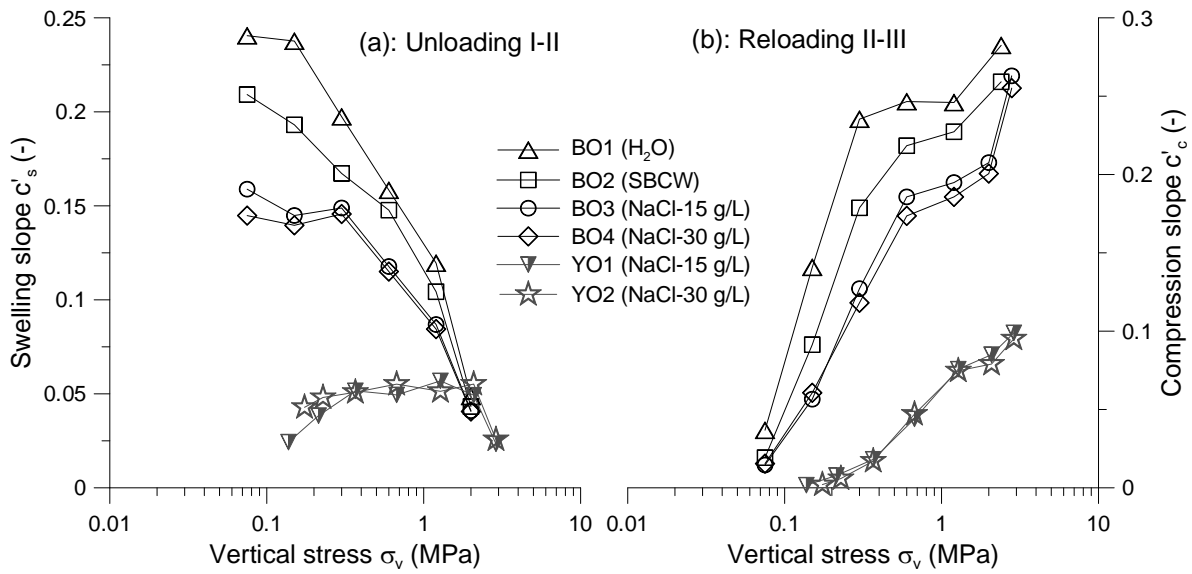 (a): Unloading I-II
(b): Reloading II-III
0.25
0.2
0.15
0.1
0.05
0
Swelling slope c's (-)
0.01
0.1
1
10
Vertical stress σv (MPa)
BO1 (H2O)
BO2 (SBCW)
BO3 (NaCl-15 g/L)
BO4 (NaCl-30 g/L)
YO1 (NaCl-15 g/L)
YO2 (NaCl-30 g/L)
0.3
0.2
0.1
0
Compression slope c'c (-)
0.01
0.1
1
10
Vertical stress σv (MPa)